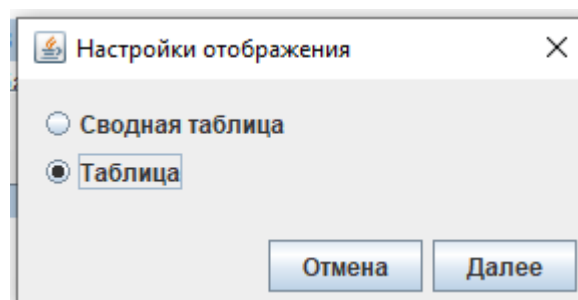 Настройки отображения
Сводная таблица
Таблица
Отмена Далее